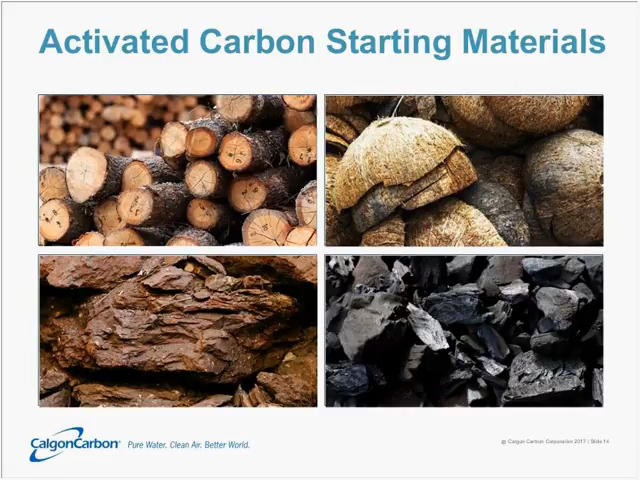 Activated Carbon Starting Materials
CalgonCarbon® Pure Water. Clean Air. Better World.
@ Calgon Carbon Corporation 2017 | Slide 14